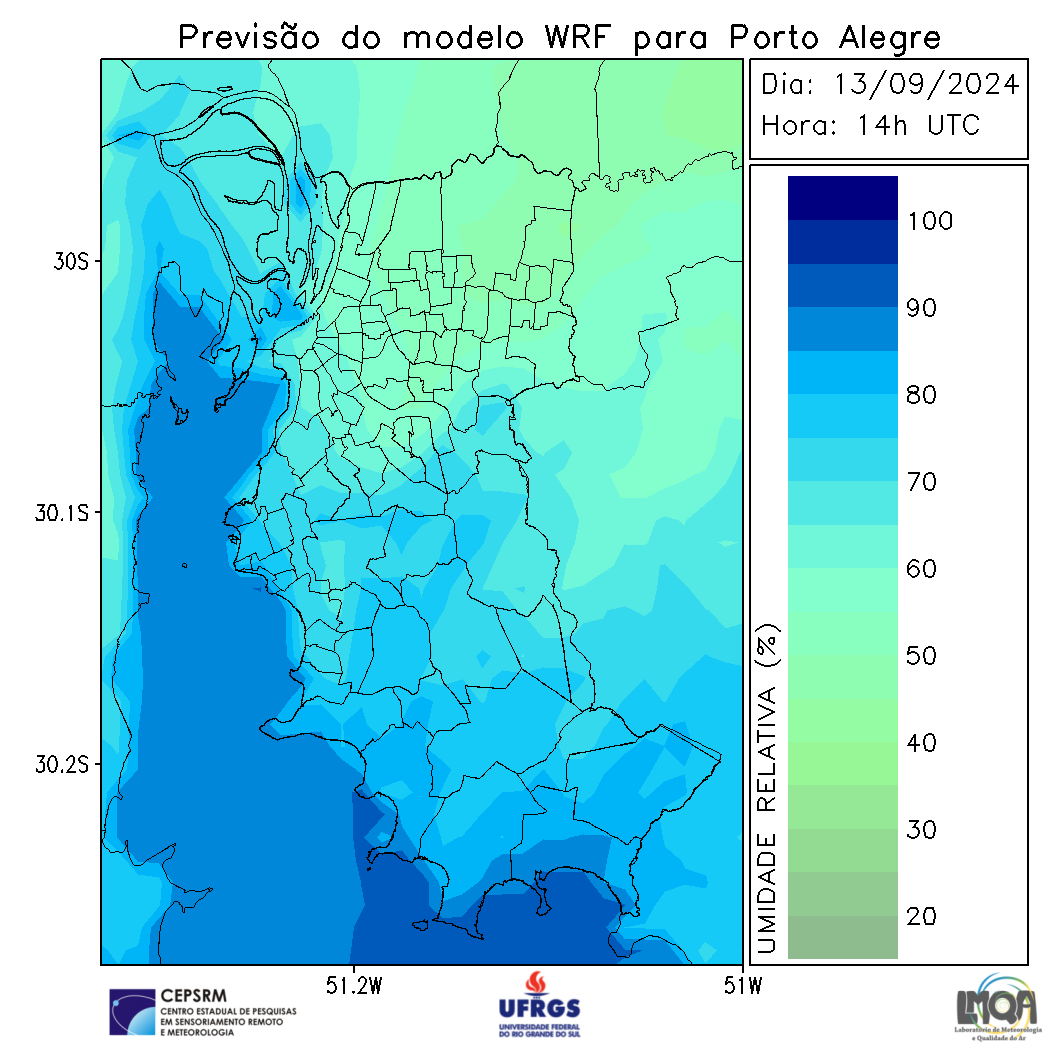 Previsão do modelo WRF para Porto Alegre
Dia: 13/09/2024
Hora: 14h UTC
30S
30.1S
30.2S
51.2W
51W
100
90
80
70
60
50
40
30
20
UMIDADE RELATIVA (%)
CEPSRM
CENTRO ESTADUAL DE PESQUISAS
EM SENSORIAMENTO REMOTO
E METEOROLOGIA
UFRGS
UNIVERSIDADE FEDERAL
DO RIO GRANDE DO SUL
LMQA
Laboratório de Meteorologia
e Qualidade do Ar